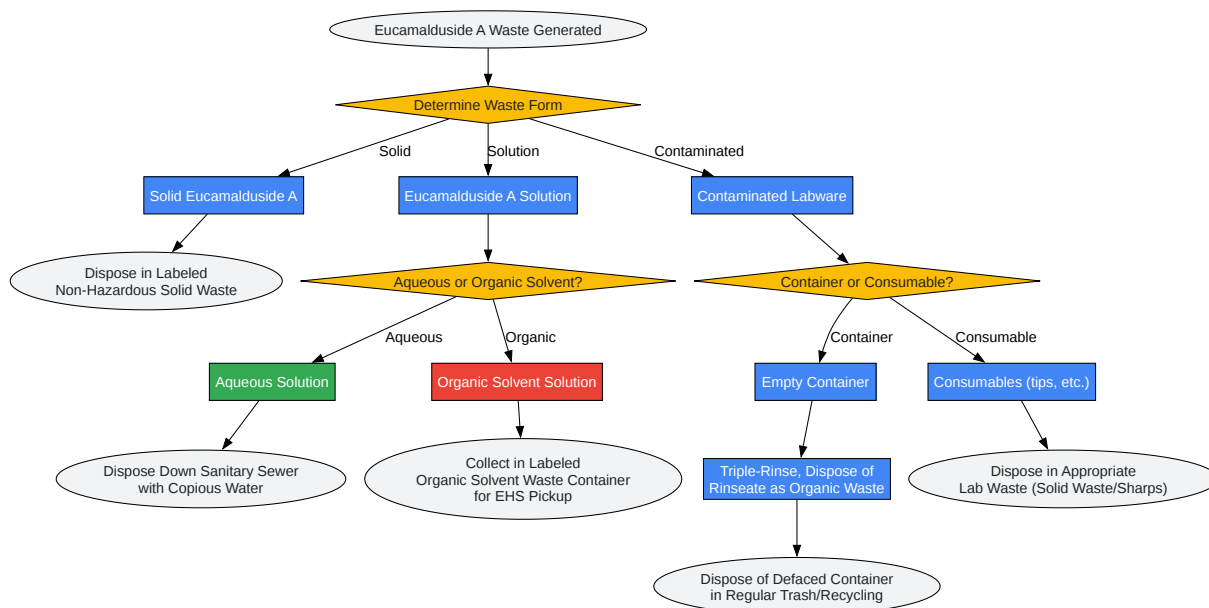 Eucamalduside A Waste Generated
Determine Waste Form
Solid
Solution
Contaminated
Solid Eucamalduside A
Eucamalduside A Solution
Contaminated Labware
Dispose in Labeled
Non-Hazardous Solid Waste
Aqueous or Organic Solvent?
Container or Consumable?
Aqueous
Organic
Container
Consumable
Aqueous Solution
Organic Solvent Solution
Empty Container
Consumables (tips, etc.)
Dispose Down Sanitary Sewer
with Copious Water
Collect in Labeled
Organic Solvent Waste Container
for EHS Pickup
Triple-Rinse, Dispose of
Rinseate as Organic Waste
Dispose in Appropriate
Lab Waste (Solid Waste/Sharps)
Dispose of Defaced Container
in Regular Trash/Recycling